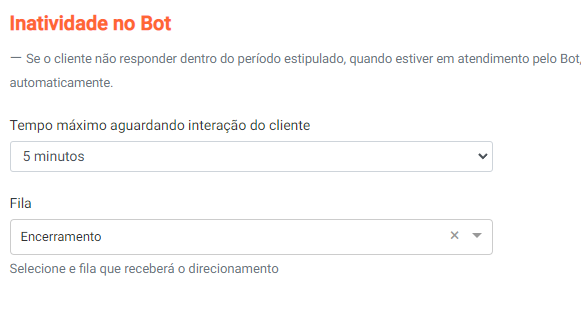 Inatividade no Bot
— Se o cliente não responder dentro do período estipulado, quando estiver em atendimento pelo Bot,
automaticamente.
Tempo máximo aguardando interação do cliente
5 minutos
Fila
Encerramento
Selecione e fila que receberá o direcionamento